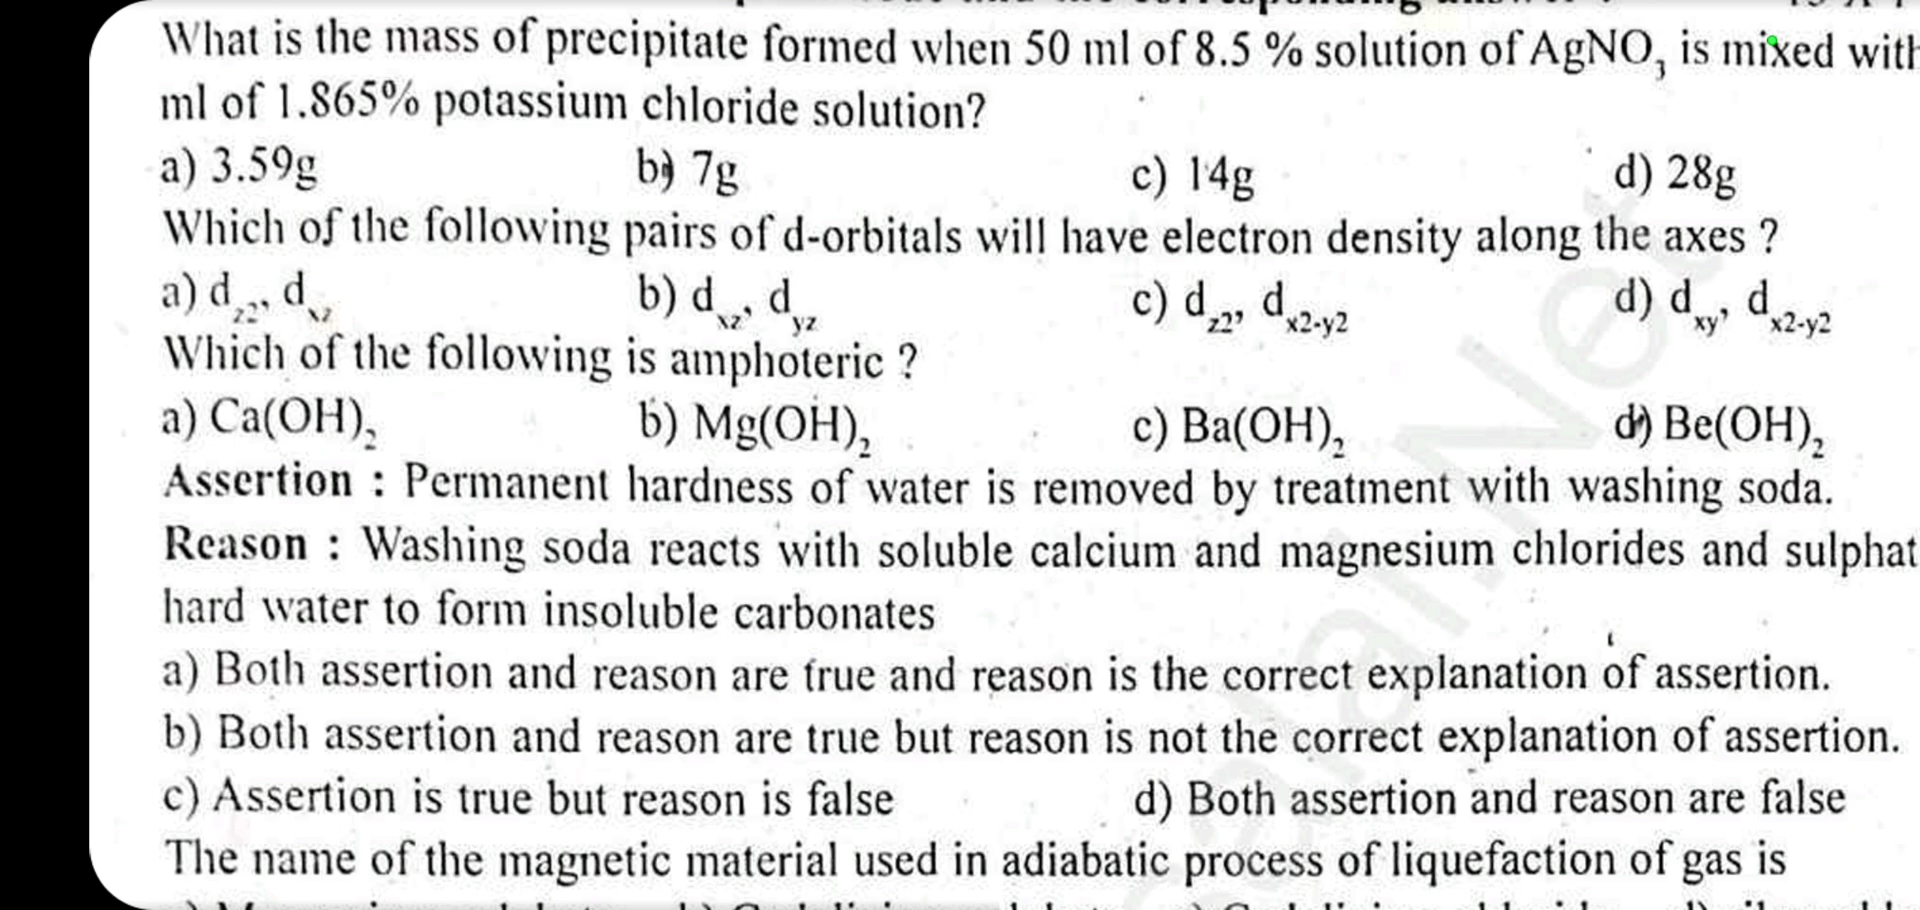 What is the mass of precipitate formed when 50 ml of 8.5 % solution of AgNO₃ is mixed with
ml of 1.865% potassium chloride solution?
a) 3.59g b) 7g c) 14g d) 28g
Which of the following pairs of d-orbitals will have electron density along the axes ?
a) d_z2, d_xz b) d_xz, d_yz c) d_z2, d_x2-y2 d) d_xy, d_x2-y2
Which of the following is amphoteric ?
a) Ca(OH)₂ b) Mg(OH)₂ c) Ba(OH)₂ d) Be(OH)₂
Assertion : Permanent hardness of water is removed by treatment with washing soda.
Reason : Washing soda reacts with soluble calcium and magnesium chlorides and sulphat
hard water to form insoluble carbonates
a) Both assertion and reason are true and reason is the correct explanation of assertion.
b) Both assertion and reason are true but reason is not the correct explanation of assertion.
c) Assertion is true but reason is false d) Both assertion and reason are false
The name of the magnetic material used in adiabatic process of liquefaction of gas is